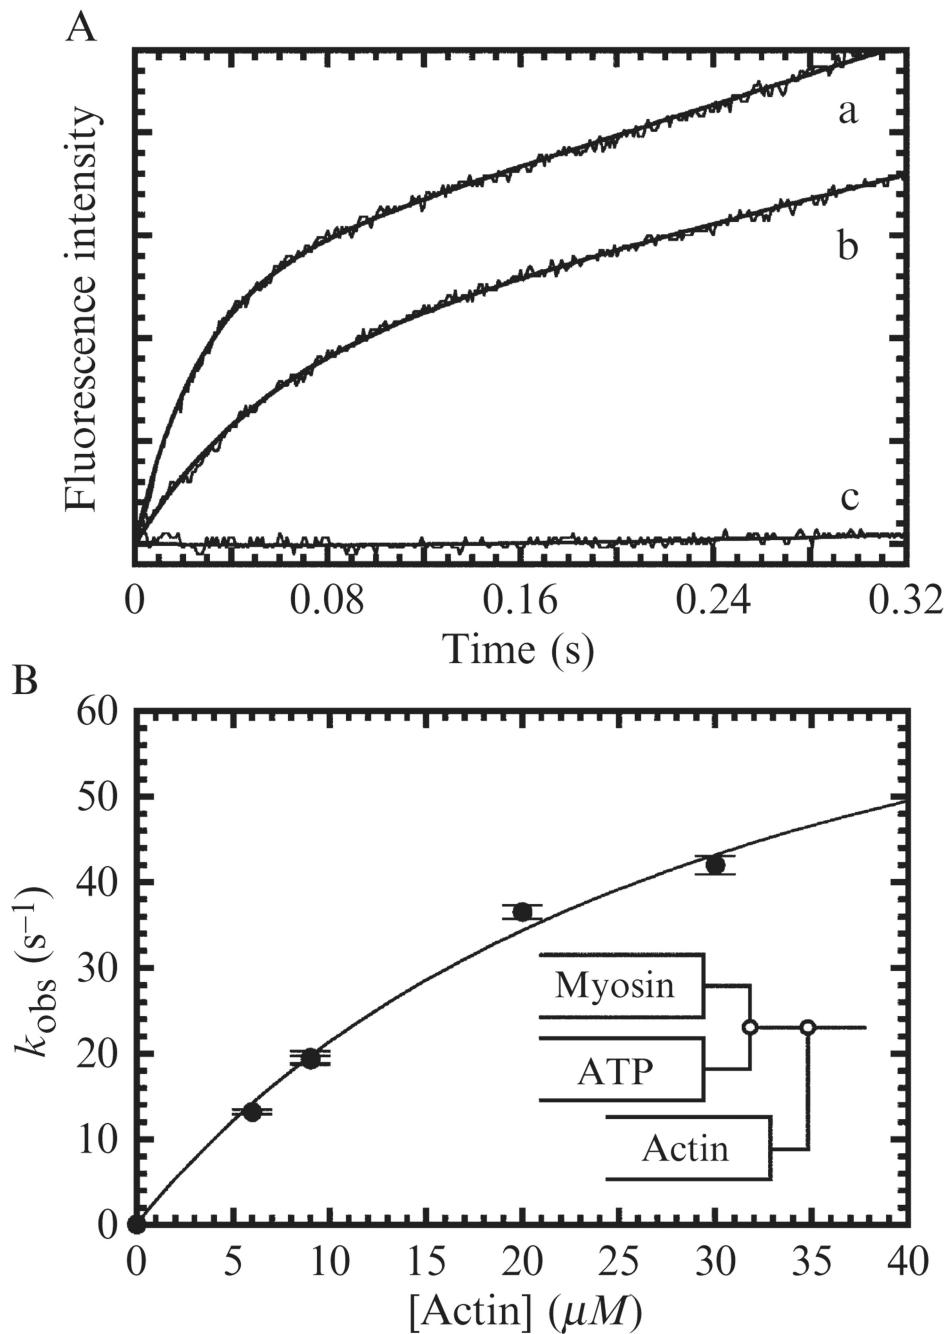 A
Fluorescence intensity
a
b
c
0 0.08 0.16 0.24 0.32
Time (s)
B
60
50
40
30
20
10
0
k_obs (s⁻¹)
Myosin
ATP
Actin
0 5 10 15 20 25 30 35 40
[Actin] (μM)